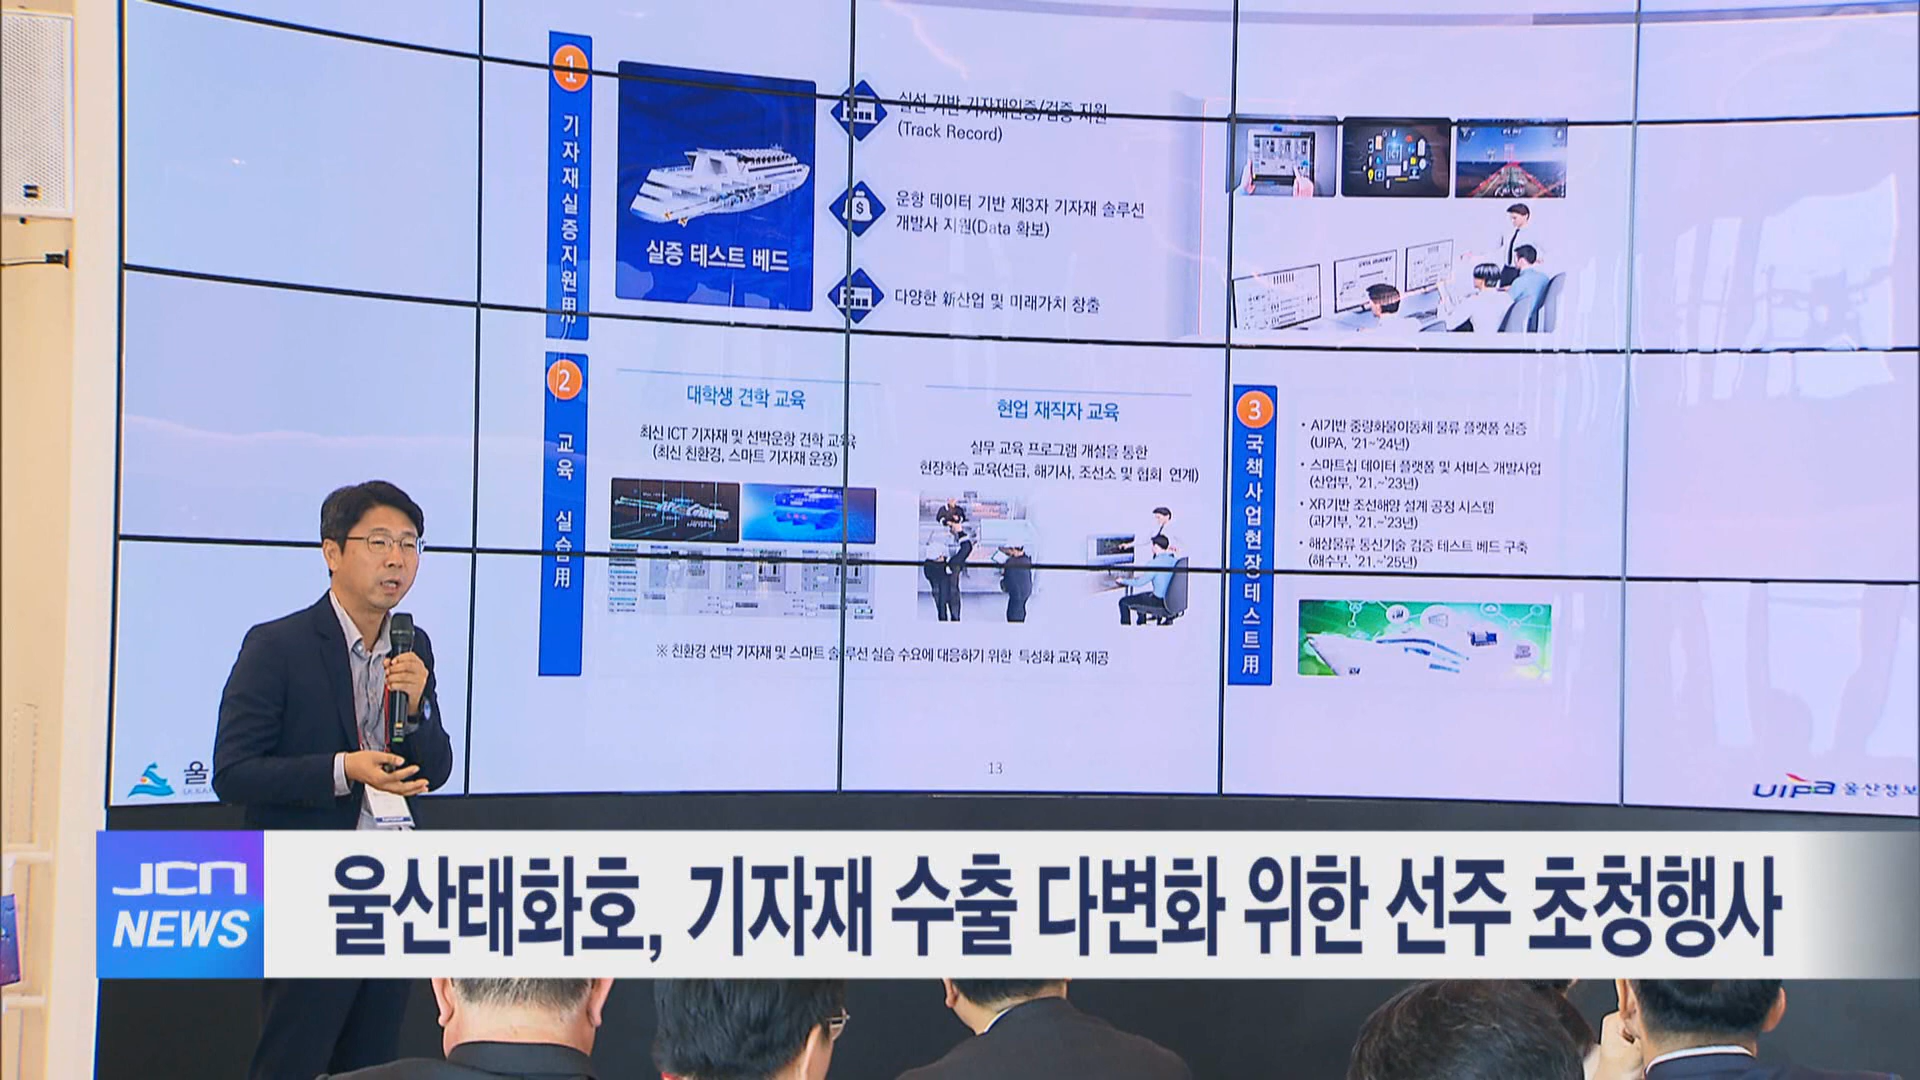 1
기자재실증지원用
실증 테스트 베드
실선 기반 기자재인증/검증 지원
(Track Record)
운항 데이터 기반 제3자 기자재 솔루션
개발사 지원(Data 확보)
다양한 新산업 및 미래가치 창출
ICT
2
교육 실습用
대학생 견학 교육
최신 ICT 기자재 및 선박운항 견학 교육
(최신 친환경, 스마트 기자재 운용)
현업 재직자 교육
실무 교육 프로그램 개설을 통한
현장학습 교육(선급, 해기사, 조선소 및 협회 연계)
※ 친환경 선박 기자재 및 스마트 솔루션 실습 수요에 대응하기 위한 특성화 교육 제공
3
국책사업현장테스트用
• AI기반 중량화물이동체 물류 플랫폼 실증
(UIPA, '21~'24년)
• 스마트십 데이터 플랫폼 및 서비스 개발사업
(산업부, '21.~'23년)
• XR기반 조선해양 설계 공정 시스템
(과기부, '21.~'23년)
• 해상물류 통신기술 검증 테스트 베드 구축
(해수부, '21.~'25년)
13
울
UIPA 울산정보
JCN
NEWS
울산태화호, 기자재 수출 다변화 위한 선주 초청행사